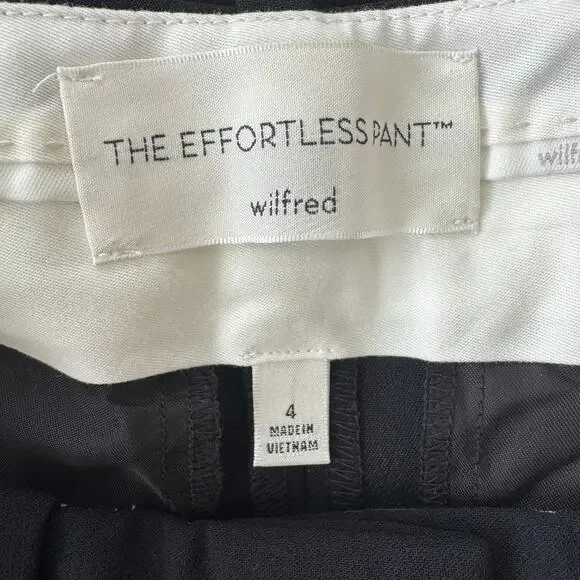 THE EFFORTLESS PANT™
wilfred
4
MADE IN
VIETNAM